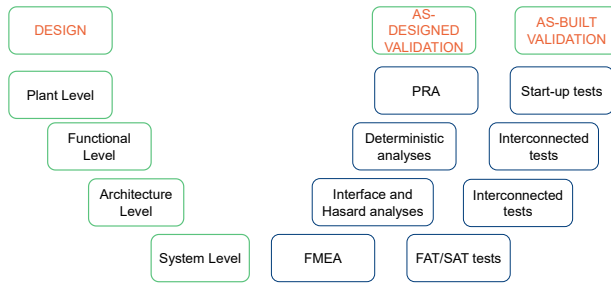 DESIGN
AS-
DESIGNED
VALIDATION
AS-BUILT
VALIDATION
Plant Level
PRA
Start-up tests
Functional
Level
Deterministic
analyses
Interconnected
tests
Architecture
Level
Interface and
Hasard analyses
Interconnected
tests
System Level
FMEA
FAT/SAT tests